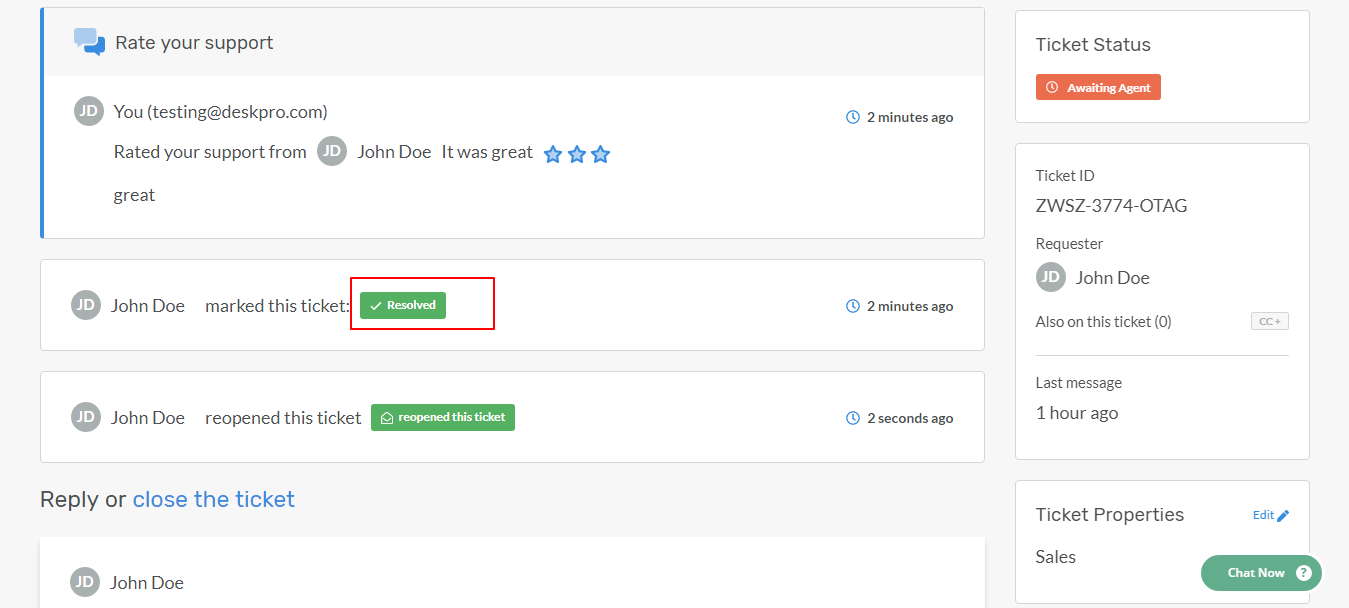 Rate your support
JD You (testing@deskpro.com)
2 minutes ago
Rated your support from JD John Doe It was great
great
JD John Doe marked this ticket: Resolved
2 minutes ago
JD John Doe reopened this ticket reopened this ticket
2 seconds ago
Reply or close the ticket
JD John Doe
Ticket Status
Awaiting Agent
Ticket ID
ZWSZ-3774-OTAG
Requester
JD John Doe
Also on this ticket (0) CC +
Last message
1 hour ago
Ticket Properties Edit
Sales
Chat Now ?